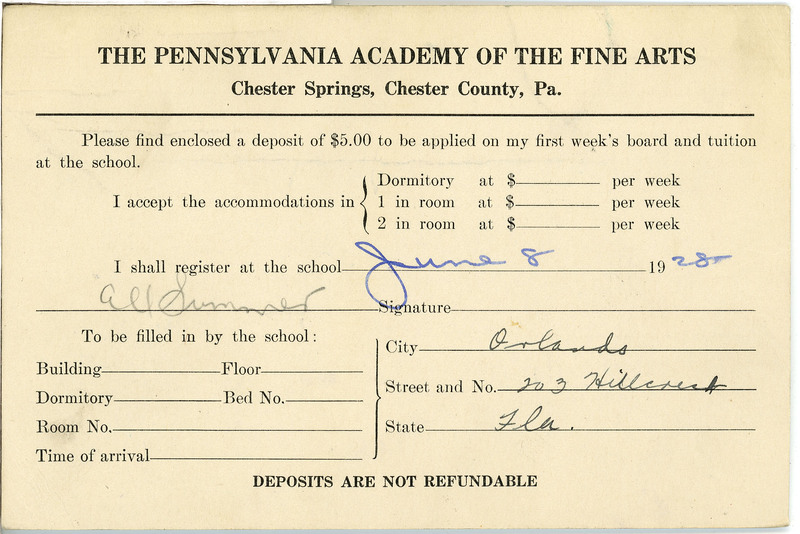 THE PENNSYLVANIA ACADEMY OF THE FINE ARTS
Chester Springs, Chester County, Pa.
Please find enclosed a deposit of $5.00 to be applied on my first week's board and tuition
at the school.
I accept the accommodations in
Dormitory at $ per week
1 in room at $ per week
2 in room at $ per week
I shall register at the school June 8 19 28
all Summer
Signature
To be filled in by the school:
Building Floor
Dormitory Bed No.
Room No.
Time of arrival
City Orlando
Street and No. 203 Hillcrest
State Fla.
DEPOSITS ARE NOT REFUNDABLE